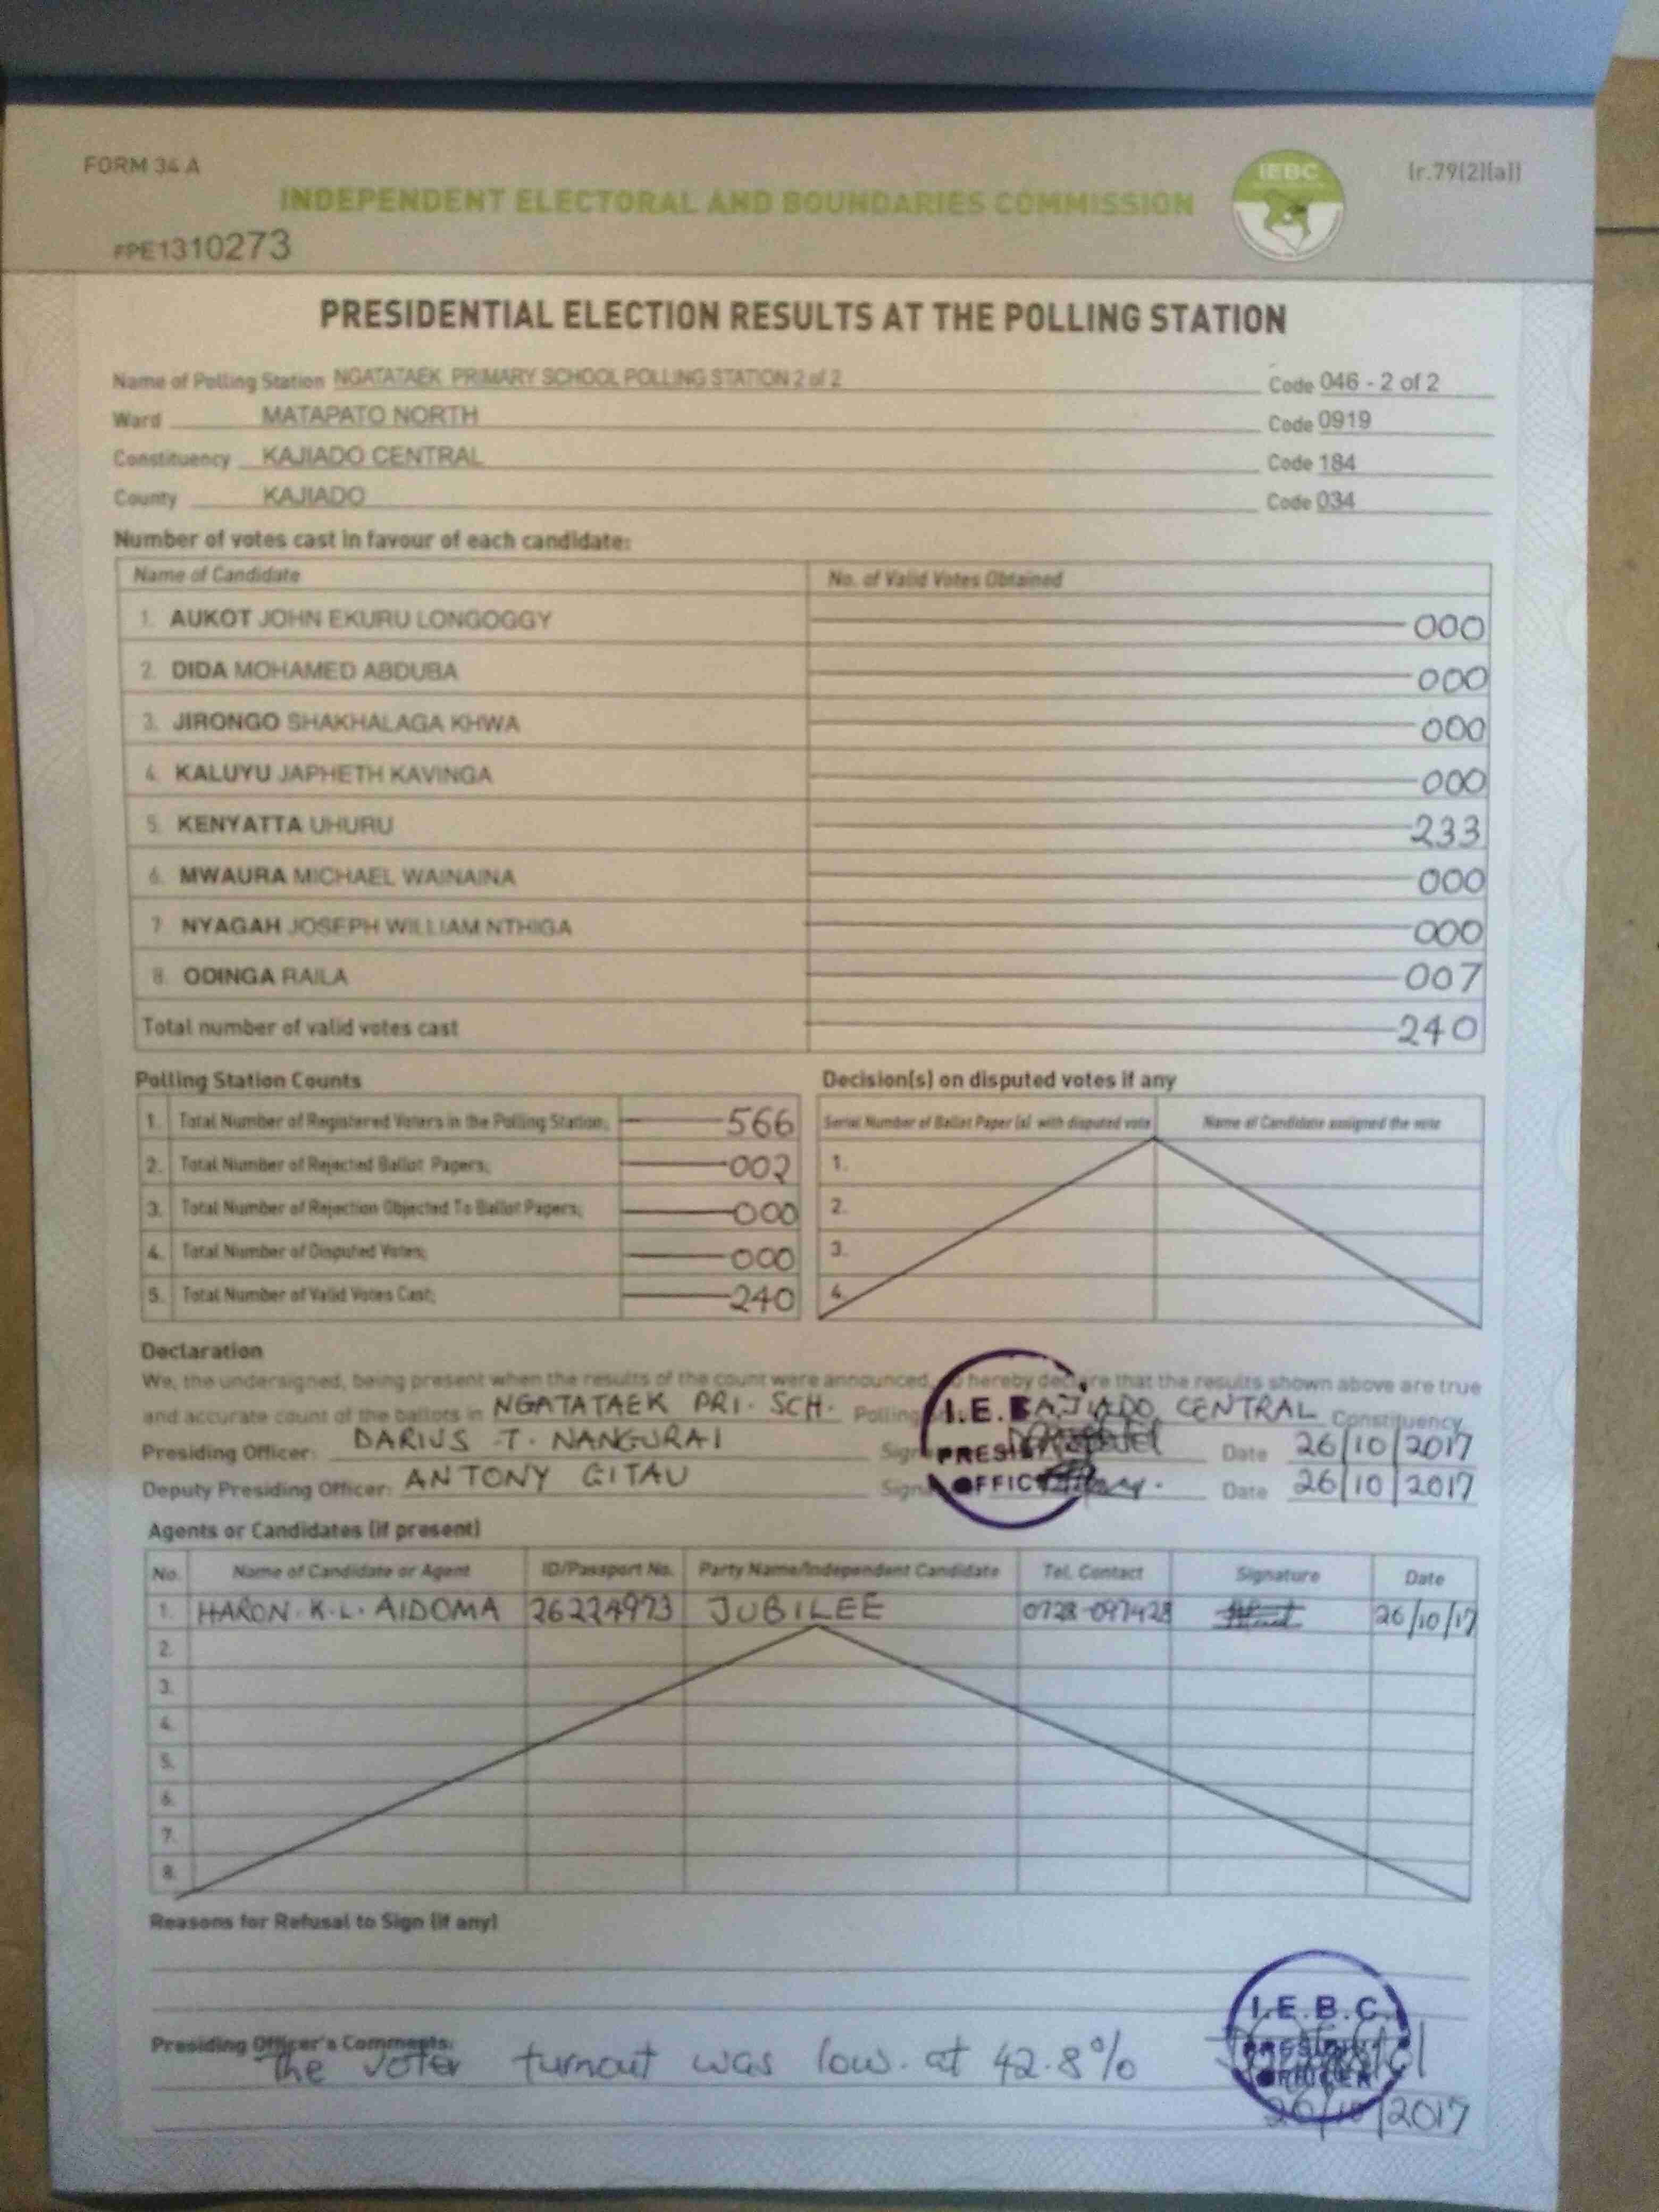 FORM 34 A
IEBC
[r.79(2)(a)]
INDEPENDENT ELECTORAL AND BOUNDARIES COMMISSION
FPE1310273
PRESIDENTIAL ELECTION RESULTS AT THE POLLING STATION
Name of Polling Station NGATATAEK PRIMARY SCHOOL POLLING STATION 2 of 2 Code 046 - 2 of 2
Ward MATAPATO NORTH Code 0919
Constituency KAJIADO CENTRAL Code 184
County KAJIADO Code 034
Number of votes cast in favour of each candidate:
Name of Candidate No. of Valid Votes Obtained
1. AUKOT JOHN EKURU LONGOGGY 000
2. DIDA MOHAMED ABDUBA 000
3. JIRONGO SHAKHALAGA KHWA 000
4. KALUYU JAPHETH KAVINGA 000
5. KENYATTA UHURU 233
6. MWAURA MICHAEL WAINAINA 000
7. NYAGAH JOSEPH WILLIAM NTHIGA 000
8. ODINGA RAILA 007
Total number of valid votes cast 240
Polling Station Counts
1. Total Number of Registered Voters in the Polling Station; 566
2. Total Number of Rejected Ballot Papers; 002
3. Total Number of Rejection Objected To Ballot Papers; 000
4. Total Number of Disputed Votes; 000
5. Total Number of Valid Votes Cast; 240
Decision(s) on disputed votes if any
Serial Number of Ballot Paper (s) with disputed vote Name of Candidate assigned the vote
1.
2.
3.
4.
Declaration
We, the undersigned, being present when the results of the count were announced, hereby declare that the results shown above are true
and accurate count of the ballots in NGATATAEK PRI. SCH. Polling KAJIADO CENTRAL Constituency
Presiding Officer: DARIUS .T. NANGURAI Date 26/10/2017
Deputy Presiding Officer: ANTONY GITAU Date 26/10/2017
I.E.B
Agents or Candidates (if present)
No. Name of Candidate or Agent ID/Passport No. Party Name/Independent Candidate Tel. Contact Signature Date
1. HARON. K.L. AIDOMA 26224973 JUBILEE 0728-097428 26/10/17
2.
3.
4.
5.
6.
7.
8.
Reasons for Refusal to Sign (if any)
Presiding Officer's Comments:
The voter turnout was low. at 42.8%
I.E.B.C.
PRESIDING
OFFICER
26/10/2017